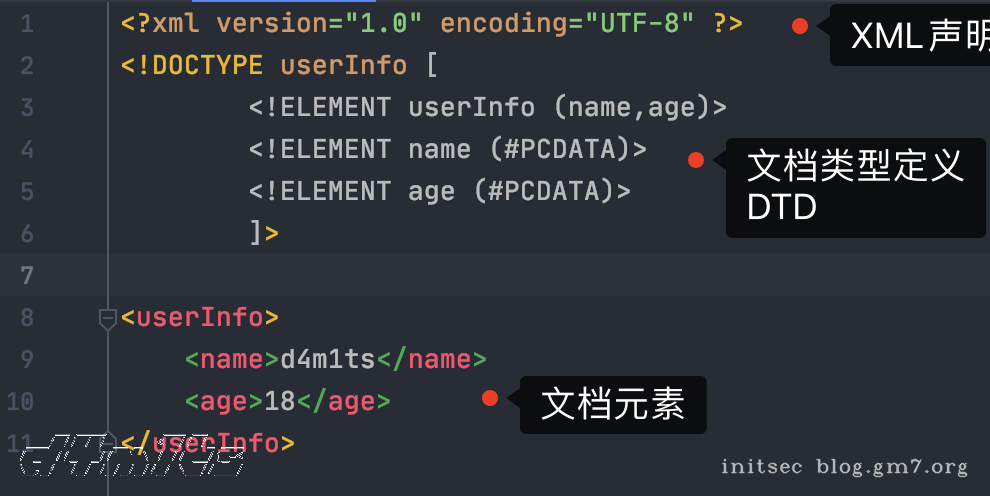 1 <?xml version="1.0" encoding="UTF-8" ?>
XML声明
2 <!DOCTYPE userInfo [
3 <!ELEMENT userInfo (name,age)>
4 <!ELEMENT name (#PCDATA)>
文档类型定义
DTD
5 <!ELEMENT age (#PCDATA)>
6 ]>
7
8 <userInfo>
9 <name>d4m1ts</name>
10 <age>18</age>
文档元素
11 </userInfo>
d4m1ts
initsec blog.gm7.org